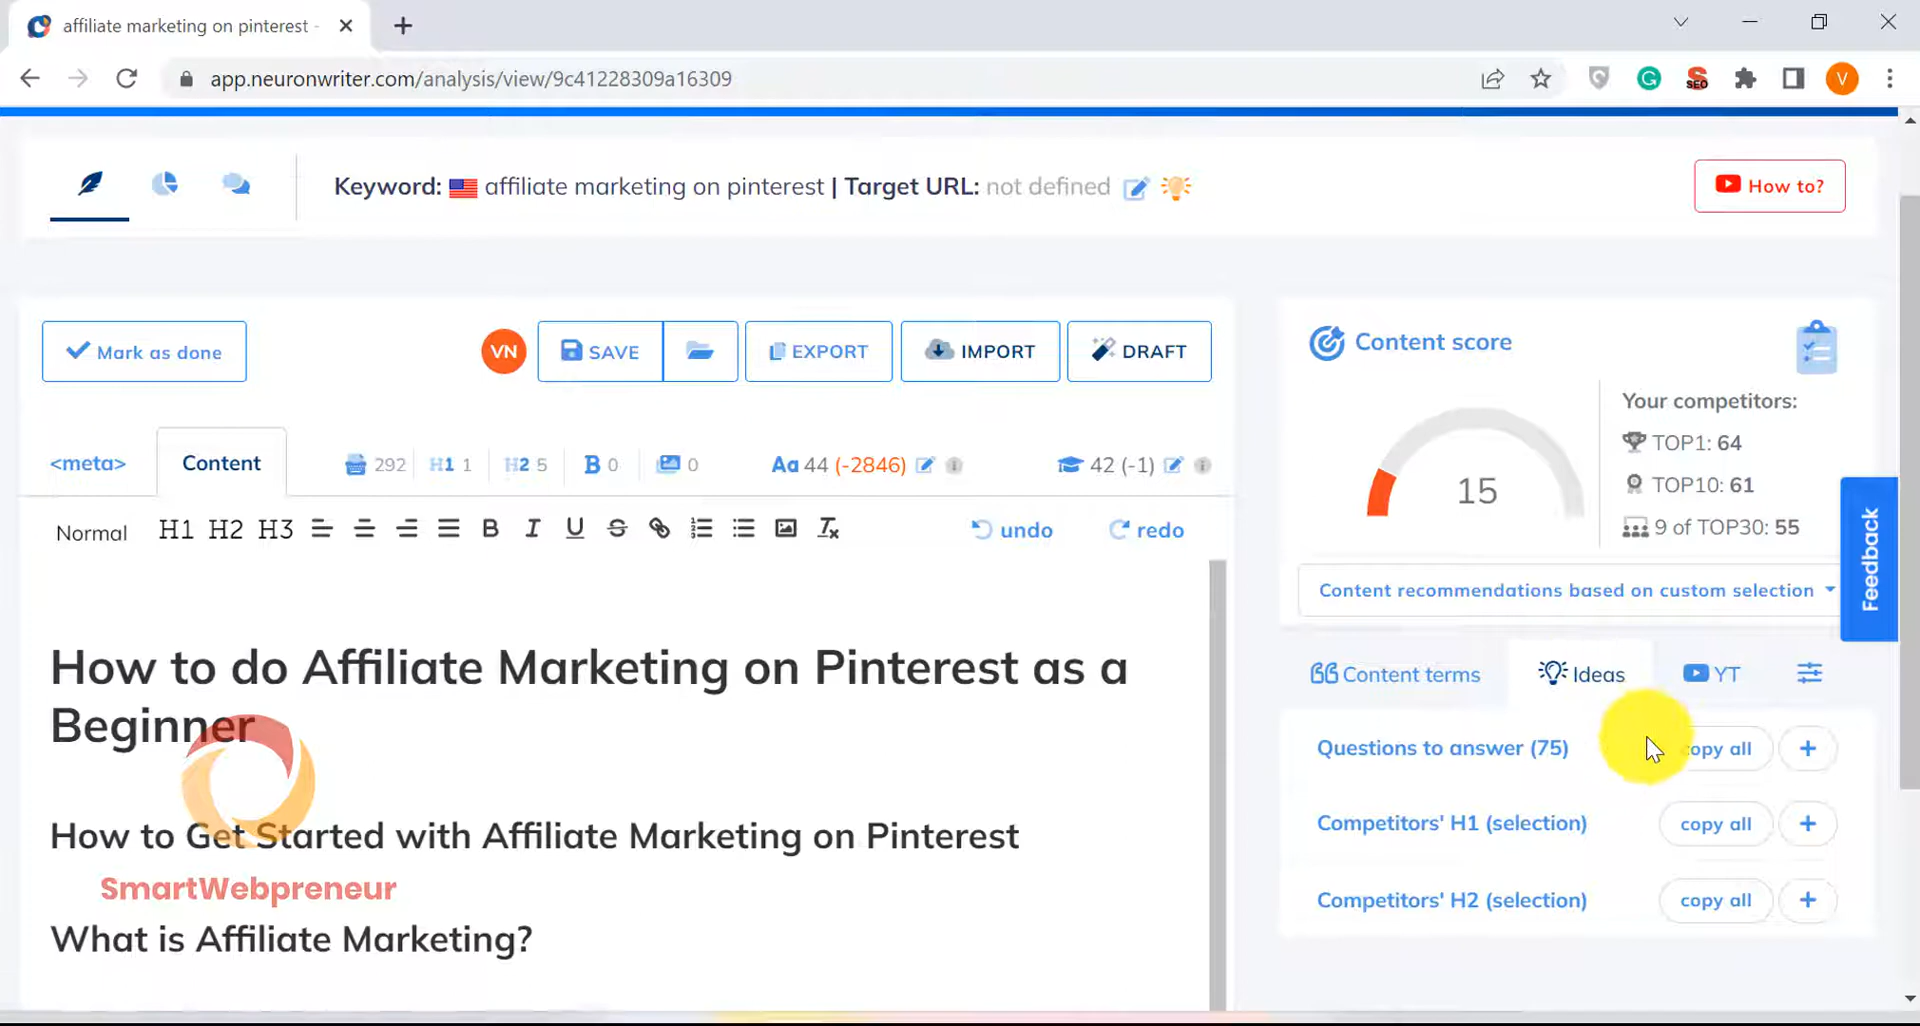 affiliate marketing on pinterest -
app.neuronwriter.com/analysis/view/9c41228309a16309
SEO
V
Keyword: affiliate marketing on pinterest | Target URL: not defined
How to?
Mark as done
VN
SAVE
EXPORT
IMPORT
DRAFT
Content score
15
Your competitors:
TOP1: 64
TOP10: 61
9 of TOP30: 55
Feedback
<meta>
Content
292
H1 1
H2 5
B 0
0
Aa 44 (-2846)
42 (-1)
Normal
H1 H2 H3
B I U S
undo
redo
Content recommendations based on custom selection
Content terms
Ideas
YT
How to do Affiliate Marketing on Pinterest as a
Beginner
Questions to answer (75)
copy all
+
Competitors' H1 (selection)
copy all
+
How to Get Started with Affiliate Marketing on Pinterest
SmartWebpreneur
Competitors' H2 (selection)
copy all
+
What is Affiliate Marketing?